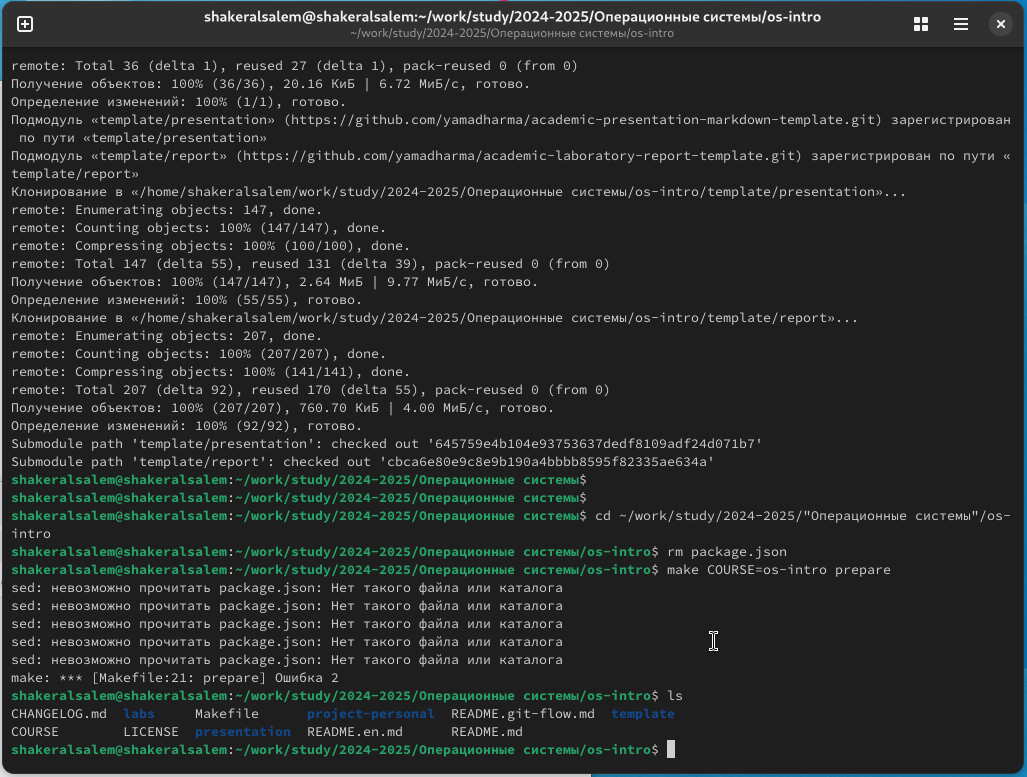 shakeralsalem@shakeralsalem:~/work/study/2024-2025/Операционные системы/os-intro
~/work/study/2024-2025/Операционные системы/os-intro
remote: Total 36 (delta 1), reused 27 (delta 1), pack-reused 0 (from 0)
Получение объектов: 100% (36/36), 20.16 КиБ | 6.72 МиБ/с, готово.
Определение изменений: 100% (1/1), готово.
Подмодуль «template/presentation» (https://github.com/yamadharma/academic-presentation-markdown-template.git) зарегистрирован
по пути «template/presentation»
Подмодуль «template/report» (https://github.com/yamadharma/academic-laboratory-report-template.git) зарегистрирован по пути «
template/report»
Клонирование в «/home/shakeralsalem/work/study/2024-2025/Операционные системы/os-intro/template/presentation»...
remote: Enumerating objects: 147, done.
remote: Counting objects: 100% (147/147), done.
remote: Compressing objects: 100% (100/100), done.
remote: Total 147 (delta 55), reused 131 (delta 39), pack-reused 0 (from 0)
Получение объектов: 100% (147/147), 2.64 МиБ | 9.77 МиБ/с, готово.
Определение изменений: 100% (55/55), готово.
Клонирование в «/home/shakeralsalem/work/study/2024-2025/Операционные системы/os-intro/template/report»...
remote: Enumerating objects: 207, done.
remote: Counting objects: 100% (207/207), done.
remote: Compressing objects: 100% (141/141), done.
remote: Total 207 (delta 92), reused 170 (delta 55), pack-reused 0 (from 0)
Получение объектов: 100% (207/207), 760.70 КиБ | 4.00 МиБ/с, готово.
Определение изменений: 100% (92/92), готово.
Submodule path 'template/presentation': checked out '645759e4b104e93753637dedf8109adf24d071b7'
Submodule path 'template/report': checked out 'cbca6e80e9c8e9b190a4bbbb8595f82335ae634a'
shakeralsalem@shakeralsalem:~/work/study/2024-2025/Операционные системы$
shakeralsalem@shakeralsalem:~/work/study/2024-2025/Операционные системы$
shakeralsalem@shakeralsalem:~/work/study/2024-2025/Операционные системы$ cd ~/work/study/2024-2025/"Операционные системы"/os-
intro
shakeralsalem@shakeralsalem:~/work/study/2024-2025/Операционные системы/os-intro$ rm package.json
shakeralsalem@shakeralsalem:~/work/study/2024-2025/Операционные системы/os-intro$ make COURSE=os-intro prepare
sed: невозможно прочитать package.json: Нет такого файла или каталога
sed: невозможно прочитать package.json: Нет такого файла или каталога
sed: невозможно прочитать package.json: Нет такого файла или каталога
sed: невозможно прочитать package.json: Нет такого файла или каталога
sed: невозможно прочитать package.json: Нет такого файла или каталога
make: *** [Makefile:21: prepare] Ошибка 2
shakeralsalem@shakeralsalem:~/work/study/2024-2025/Операционные системы/os-intro$ ls
CHANGELOG.md labs Makefile project-personal README.git-flow.md template
COURSE LICENSE presentation README.en.md README.md
shakeralsalem@shakeralsalem:~/work/study/2024-2025/Операционные системы/os-intro$